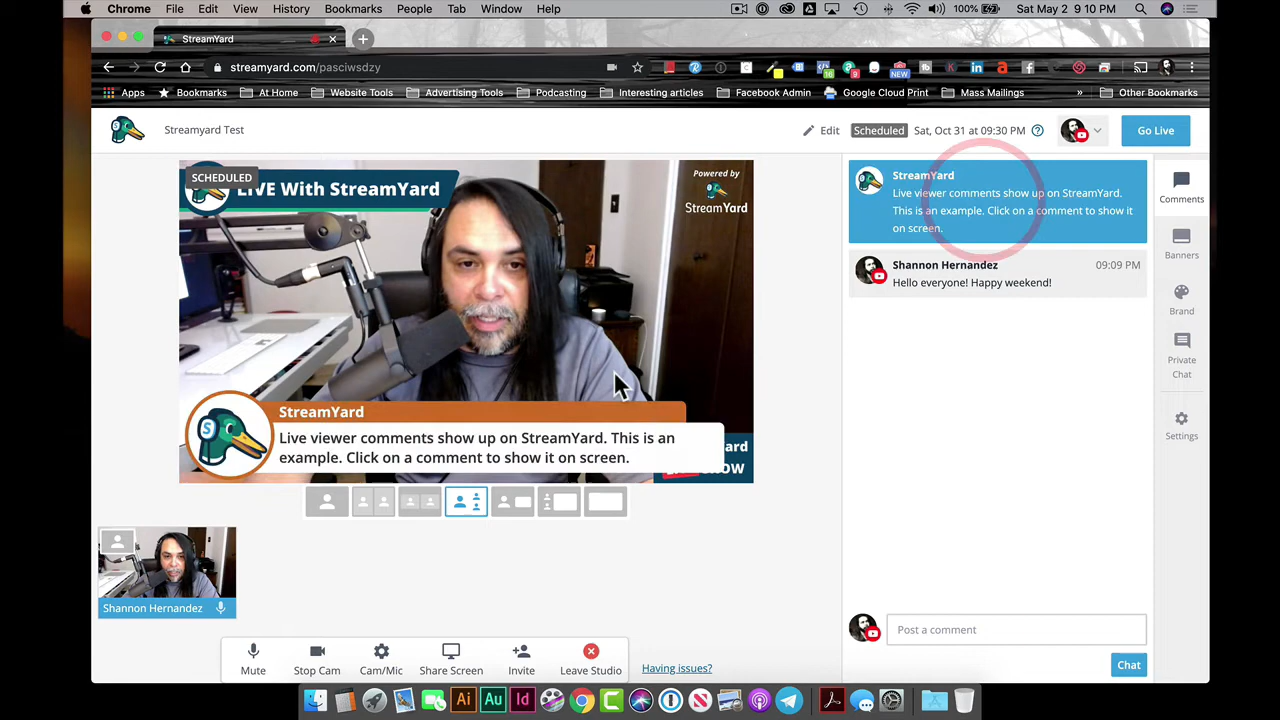 Chrome File Edit View History Bookmarks People Tab Window Help 100% Sat May 2 9:10 PM
StreamYard
streamyard.com/pasciwsdzy
NEW
Apps Bookmarks At Home Website Tools Advertising Tools Podcasting Interesting articles Facebook Admin Google Cloud Print Mass Mailings » Other Bookmarks
Streamyard Test Edit Scheduled Sat, Oct 31 at 09:30 PM Go Live
SCHEDULED
LIVE With StreamYard
Powered by
StreamYard
StreamYard
Live viewer comments show up on StreamYard. This is an
example. Click on a comment to show it on screen.
StreamYard
Live viewer comments show up on StreamYard.
This is an example. Click on a comment to show it
on screen.
Shannon Hernandez 09:09 PM
Hello everyone! Happy weekend!
Comments
Banners
Brand
Private
Chat
Settings
Shannon Hernandez
Post a comment
Chat
Mute Stop Cam Cam/Mic Share Screen Invite Leave Studio Having issues?
Ai Au Id